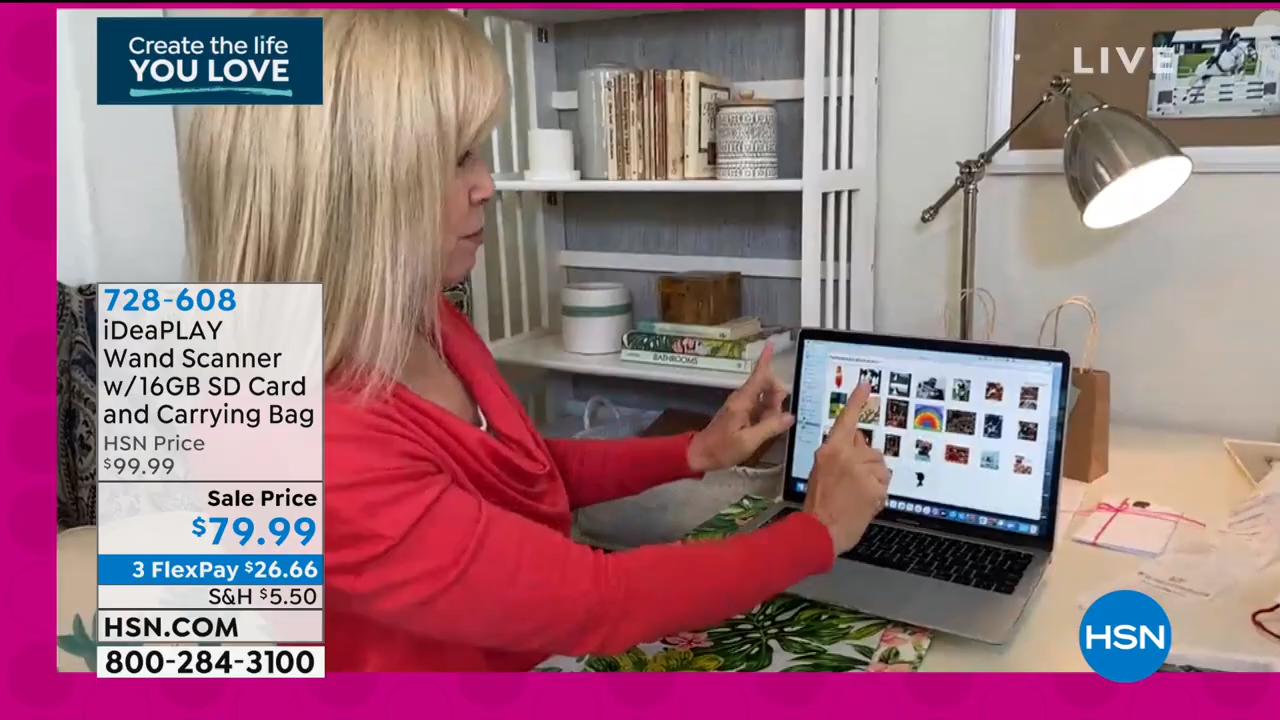 Create the life
YOU LOVE
LIVE
728-608
iDeaPLAY
Wand Scanner
w/16GB SD Card
and Carrying Bag
HSN Price
$99.99
Sale Price
$79.99
3 FlexPay $26.66
S&H $5.50
HSN.COM
800-284-3100
BATHROOMS
HSN